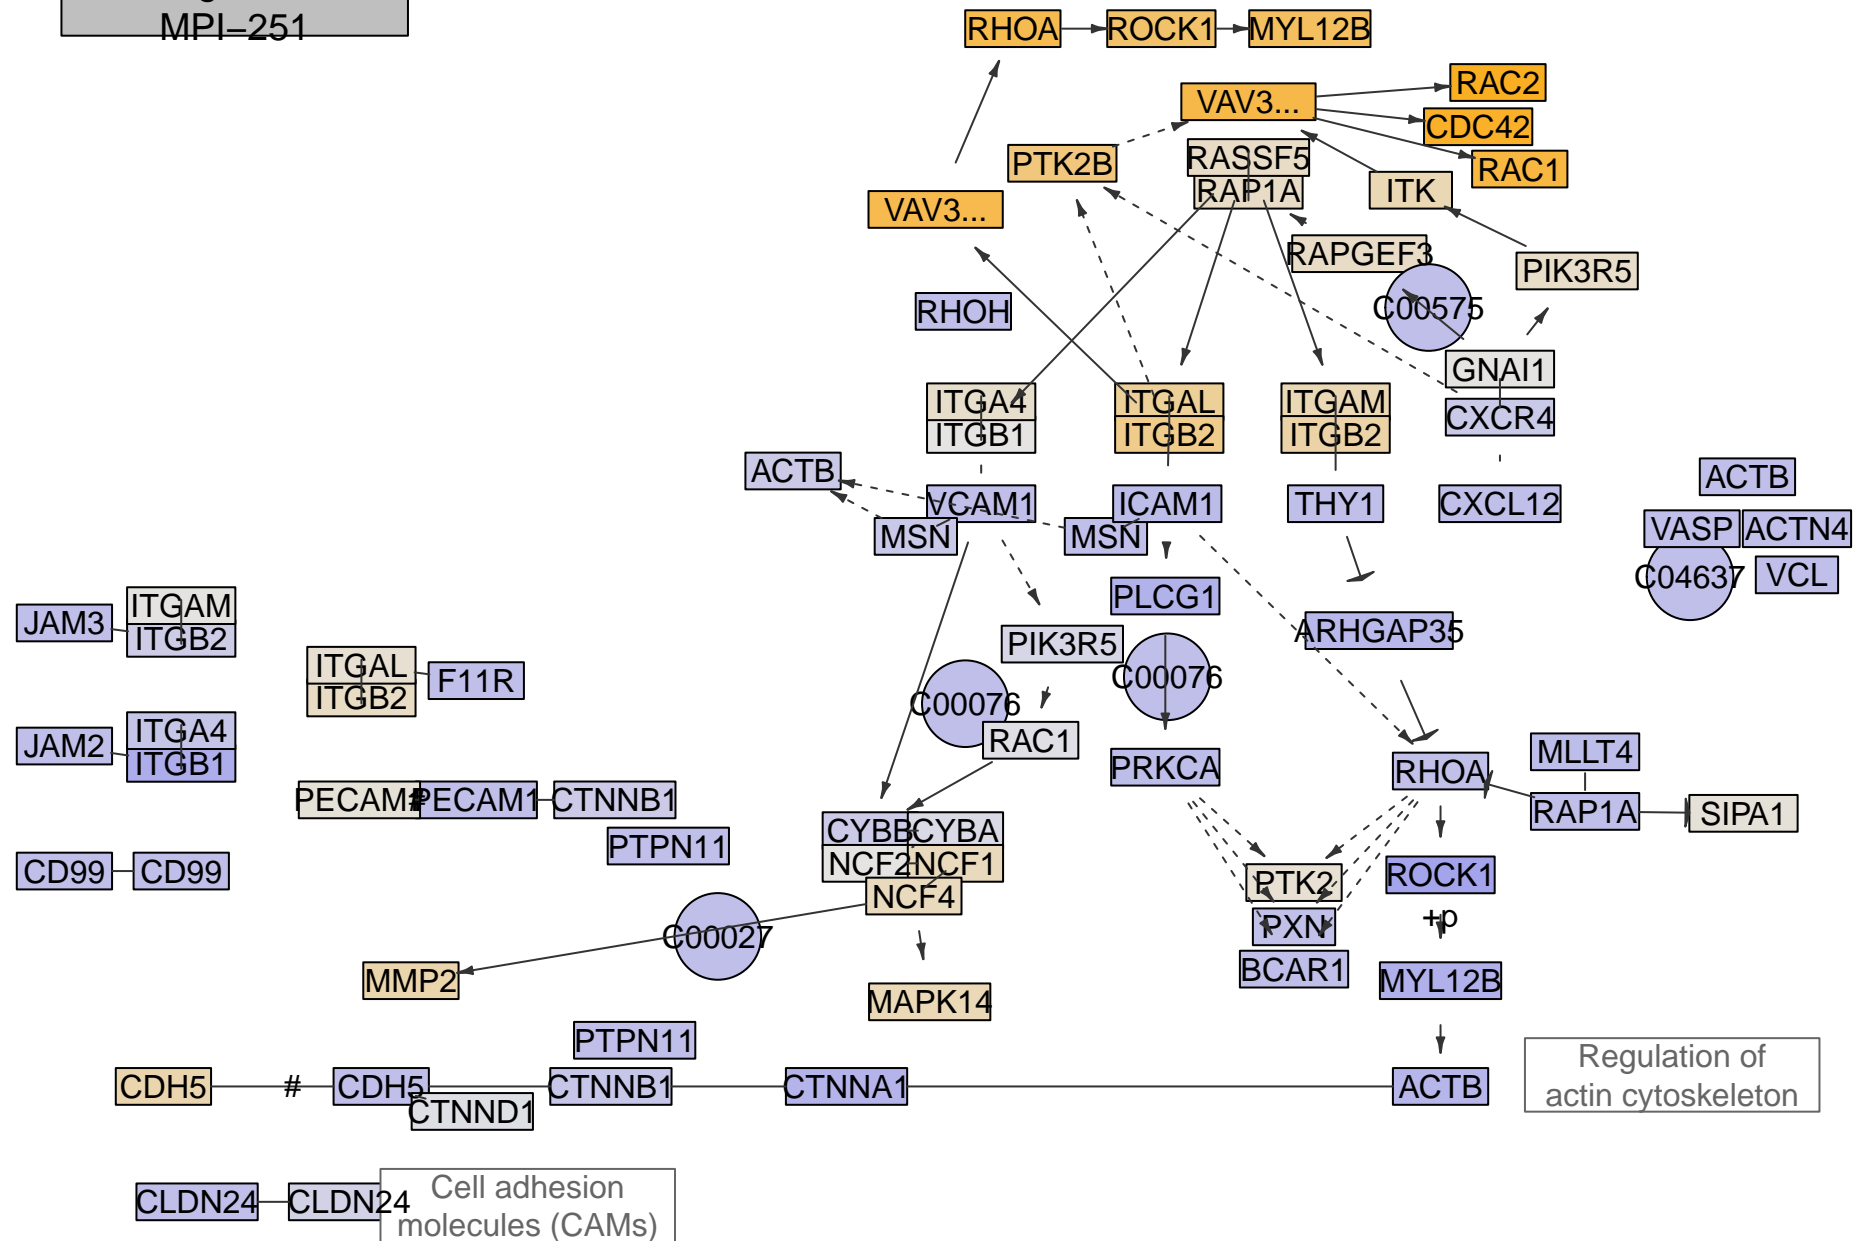 MPI−251
RHOA
ROCK1
MYL12B
RAC2
VAV3...
CDC42
RASSF5
PTK2B
RAC1
RAP1A
ITK
VAV3...
RAPGEF3
PIK3R5
RHOH
C00575
GNAI1
ITGA4
ITGAL
ITGAM
CXCR4
ITGB1
ITGB2
ITGB2
ACTB
ACTB
VCAM1
ICAM1
THY1
CXCL12
MSN
MSN
VASP
ACTN4
C04637
VCL
PLCG1
ITGAM
JAM3
ITGB2
ARHGAP35
PIK3R5
ITGAL
F11R
ITGB2
C00076
C00076
ITGA4
JAM2
ITGB1
RAC1
MLLT4
PRKCA
RHOA
PECAM1
#
PECAM1
CTNNB1
RAP1A
SIPA1
CYBB
CYBA
PTPN11
NCF2
NCF1
CD99
CD99
NCF4
PTK2
ROCK1
+p
PXN
C00027
BCAR1
MMP2
MYL12B
MAPK14
PTPN11
Regulation of
actin cytoskeleton
CDH5
#
CDH5
CTNNB1
CTNNA1
ACTB
CTNND1
CLDN24
CLDN24
Cell adhesion
molecules (CAMs)